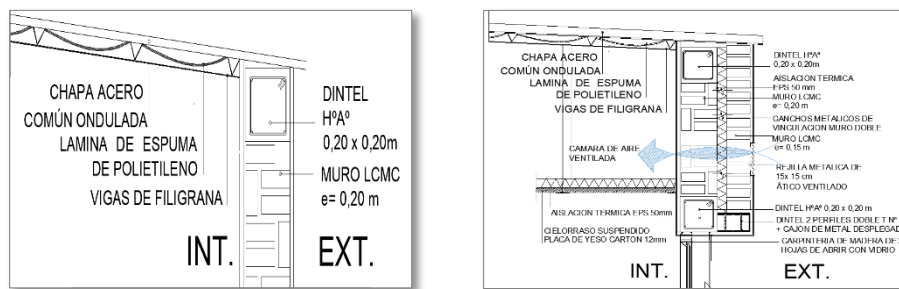 CHAPA ACERO
COMÚN ONDULADA
LAMINA DE ESPUMA
DE POLIETILENO
VIGAS DE FILIGRANA
DINTEL
HºAº
0,20 x 0,20m
MURO LCMC
e= 0,20 m
INT.
EXT.
CHAPA ACERO
COMÚN ONDULADA
LAMINA DE ESPUMA
DE POLIETILENO
VIGAS DE FILIGRANA
CAMARA DE AIRE
VENTILADA
AISLACION TERMICA EPS 50mm
CIELORRASO SUSPENDIDO
PLACA DE YESO CARTON 12mm
DINTEL HºAº
0,20 x 0,20m
AISLACION TERMICA
EPS 50 mm
MURO LCMC
e= 0,20 m
GANCHOS METALICOS DE
VINCULACION MURO DOBLE
MURO LCMC
e= 0,15 m
REJILLA METALICA DE
15x 15 cm
ÁTICO VENTILADO
DINTEL HºAº 0,20 x 0,20 m
DINTEL 2 PERFILES DOBLE T Nº
+ CAJON DE METAL DESPLEGAD
CARPINTERIA DE MADERA DE 2
HOJAS DE ABRIR CON VIDRIO
INT.
EXT.